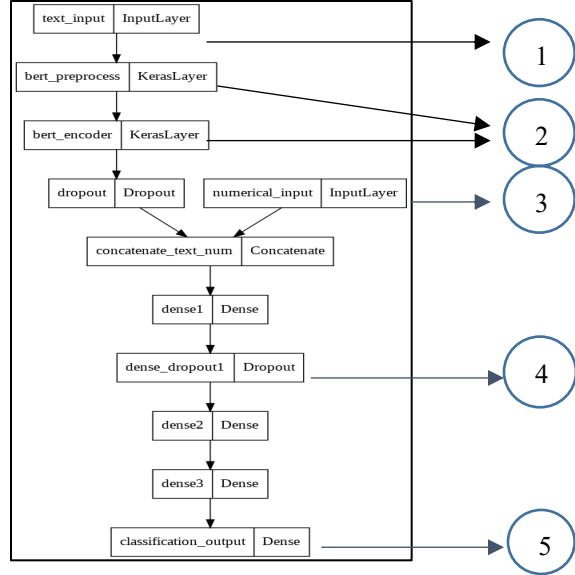 text_input InputLayer
1
bert_preprocess KerasLayer
2
bert_encoder KerasLayer
dropout Dropout
numerical_input InputLayer
3
concatenate_text_num Concatenate
dense1 Dense
dense_dropout1 Dropout
4
dense2 Dense
dense3 Dense
classification_output Dense
5